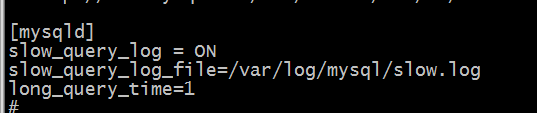 [mysqld]
slow_query_log = ON
slow_query_log_file=/var/log/mysql/slow.log
long_query_time=1
#